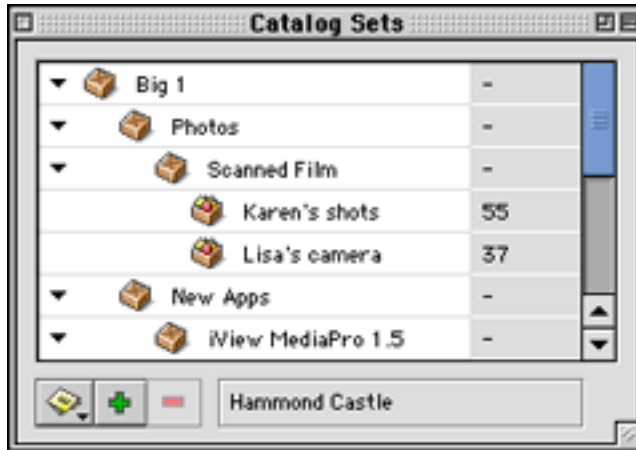 Catalog Sets
Big 1 -
Photos -
Scanned Film -
Karen's shots 55
Lisa's camera 37
New Apps -
iView MediaPro 1.5 -
Hammond Castle